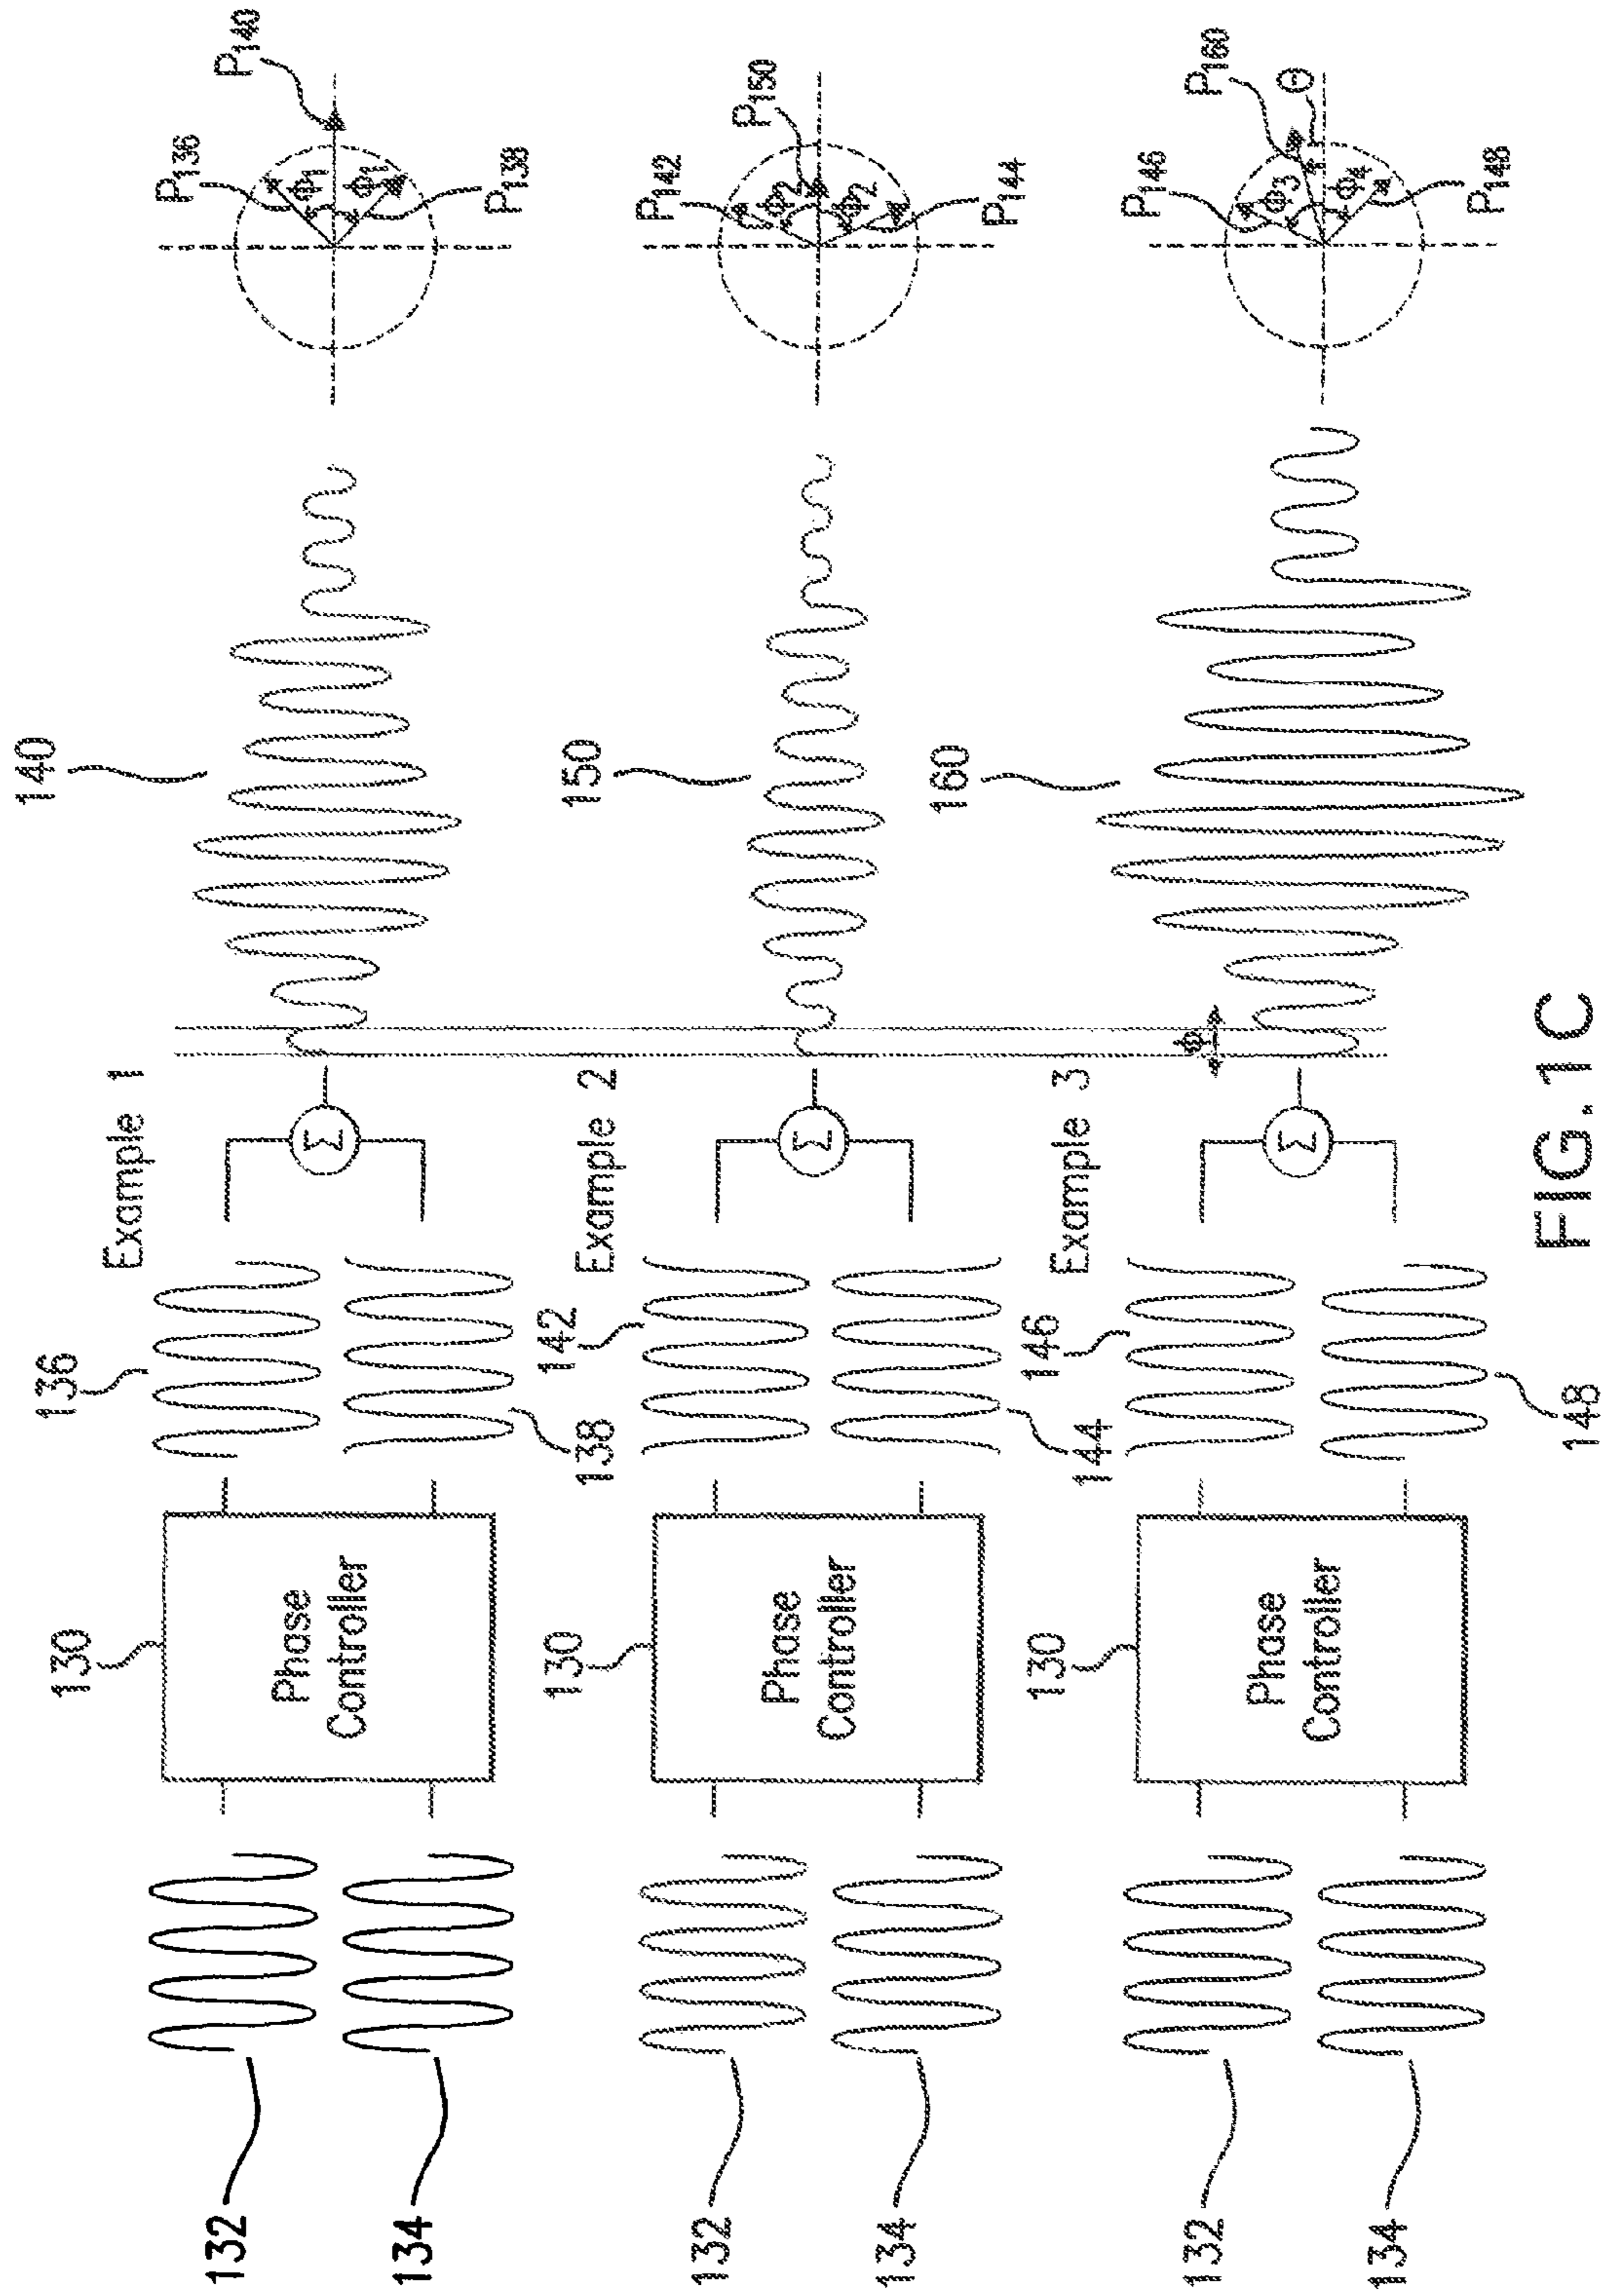 Example 1
132
134
130
Phase
Controller
136
138
Σ
140
P136
P140
ϕ1
ϕ1
P138
Example 2
132
134
130
Phase
Controller
142
144
Σ
150
P142
P150
ϕ2
ϕ2
P144
Example 3
132
134
130
Phase
Controller
146
148
Σ
Φ
160
P146
P160
Θ
ϕ3
ϕ4
P148
FIG.1C